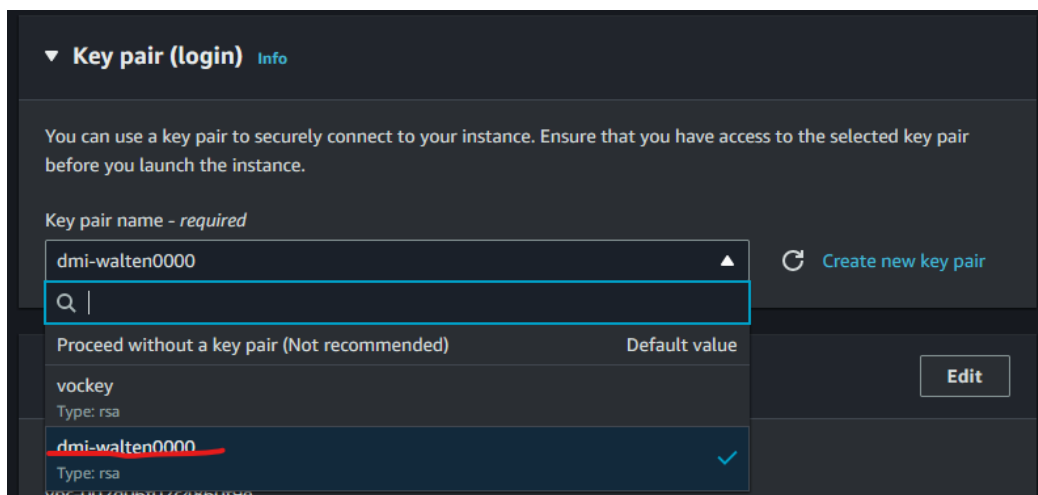 Key pair (login) Info
You can use a key pair to securely connect to your instance. Ensure that you have access to the selected key pair
before you launch the instance.
Key pair name - required
dmi-walten0000
Create new key pair
Proceed without a key pair (Not recommended) Default value
vockey
Type: rsa
Edit
dmi-walten0000
Type: rsa